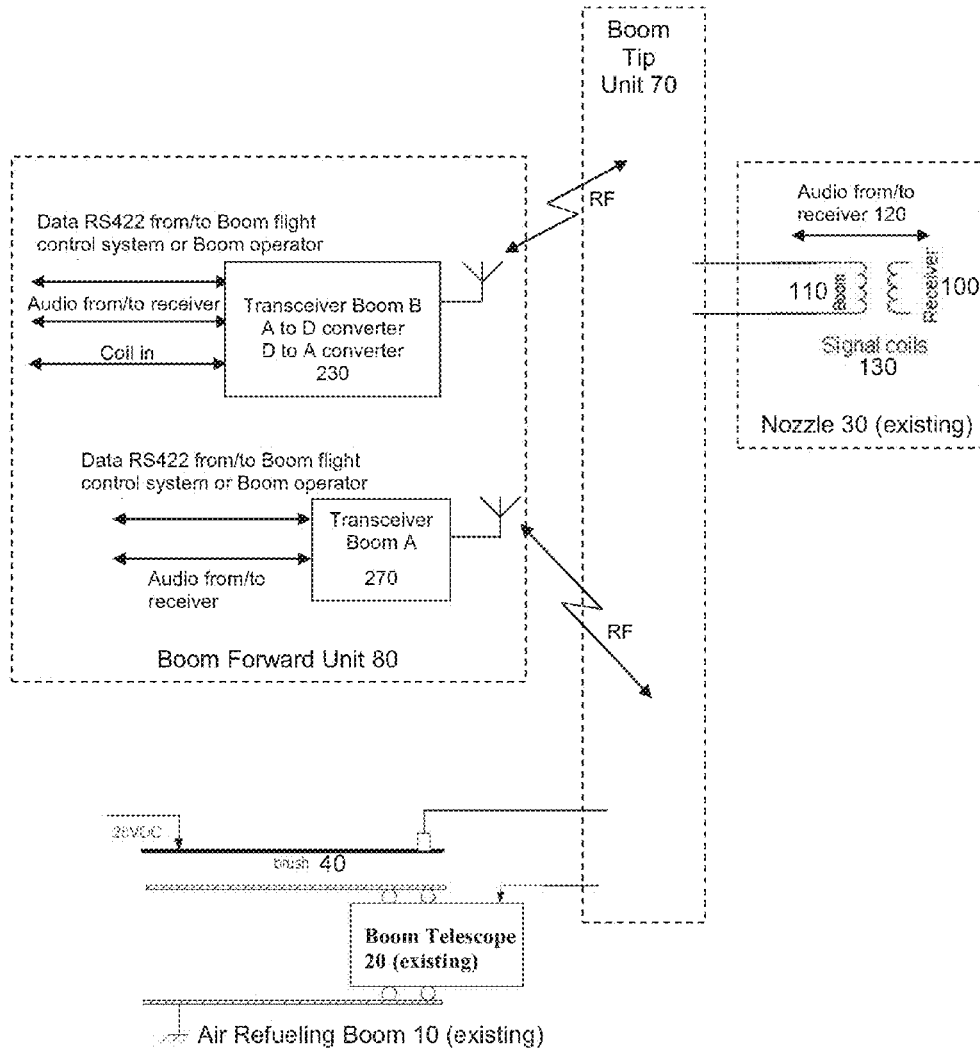 Boom
Tip
Unit 70
RF
Data RS422 from/to Boom flight
control system or Boom operator
Audio from/to receiver
Coil in
Transceiver Boom B
A to D converter
D to A converter
230
Audio from/to
receiver 120
110
Boom
Receiver
100
Signal coils
130
Nozzle 30 (existing)
Data RS422 from/to Boom flight
control system or Boom operator
Audio from/to
receiver
Transceiver
Boom A
270
RF
Boom Forward Unit 80
28VDC
brush 40
Boom Telescope
20 (existing)
Air Refueling Boom 10 (existing)